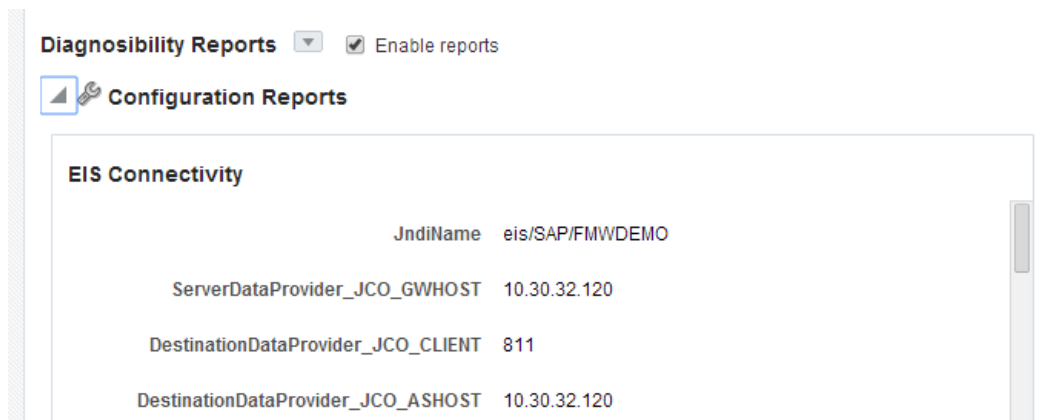 Diagnosibility Reports Enable reports
Configuration Reports
EIS Connectivity
JndiName eis/SAP/FMWDEMO
ServerDataProvider_JCO_GWHOST 10.30.32.120
DestinationDataProvider_JCO_CLIENT 811
DestinationDataProvider_JCO_ASHOST 10.30.32.120